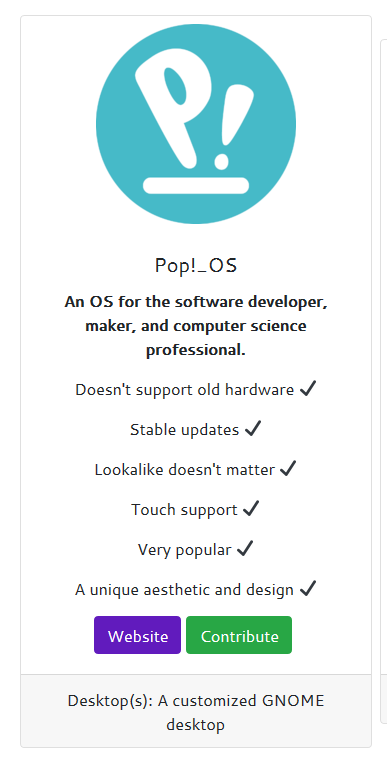 P!
Pop!_OS
An OS for the software developer,
maker, and computer science
professional.
Doesn't support old hardware ✓
Stable updates ✓
Lookalike doesn't matter ✓
Touch support ✓
Very popular ✓
A unique aesthetic and design ✓
Website Contribute
Desktop(s): A customized GNOME
desktop